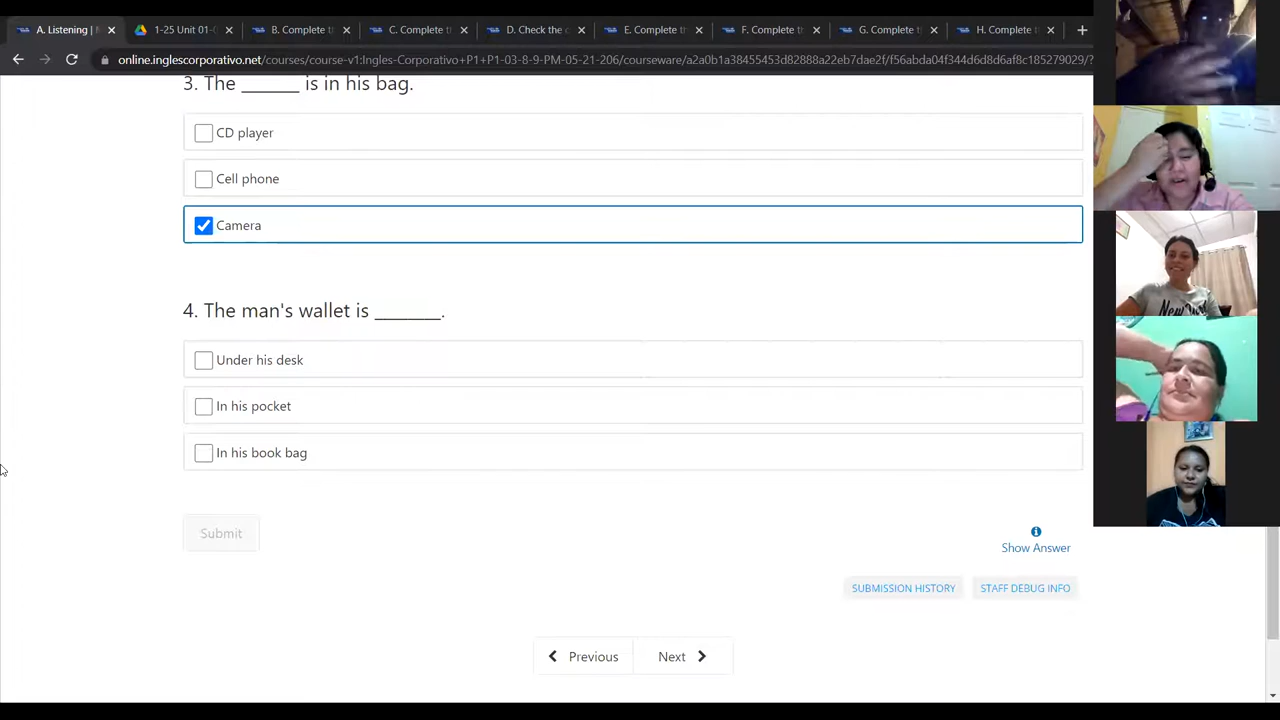 A. Listening |
1-25 Unit 01-
B. Complete t
C. Complete t
D. Check the c
E. Complete t
F. Complete t
G. Complete t
H. Complete t
online.inglescorporativo.net/courses/course-v1:Ingles-Corporativo+P1+P1-03-8-9-PM-05-21-206/courseware/a2a0b1a38455453d82888a22eb7dae2f/f56abda04f344d6d8d6af8c185279029/?
3. The _______ is in his bag.
CD player
Cell phone
Camera
4. The man's wallet is ________.
Under his desk
In his pocket
In his book bag
Submit
Show Answer
SUBMISSION HISTORY
STAFF DEBUG INFO
Previous
Next